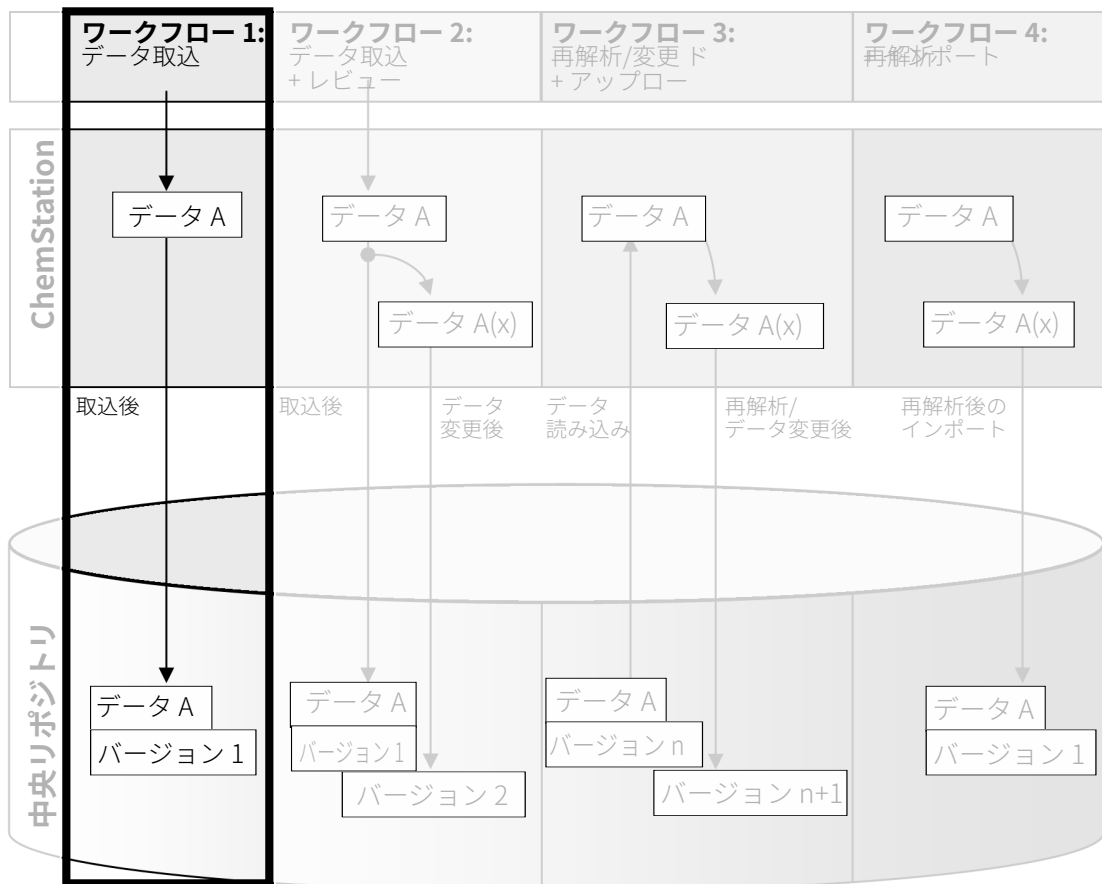 ワークフロー 1:
データ取込
ワークフロー 2:
データ取込
+ レビュー
ワークフロー 3:
再解析/変更 ド
+ アップロー
ワークフロー 4:
再解析
ポート
ChemStation
データ A
データ A
データ A
データ A
データ A(x)
データ A(x)
データ A(x)
取込後
取込後
データ
変更後
データ
読み込み
再解析/
データ変更後
再解析後の
インポート
中央リポジトリ
データ A
バージョン 1
データ A
バージョン 1
バージョン 2
データ A
バージョン n
バージョン n+1
データ A
バージョン 1